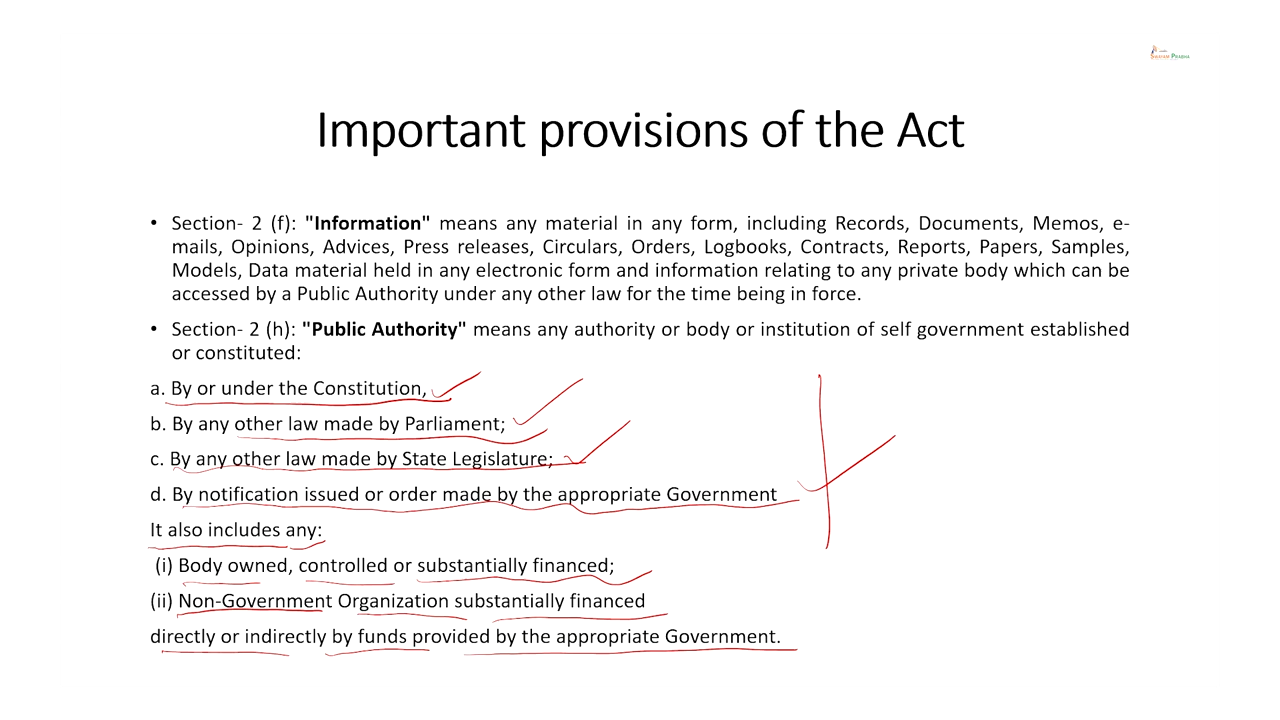 SWAYAM PRABHA
Important provisions of the Act
• Section- 2 (f): "Information" means any material in any form, including Records, Documents, Memos, e-
mails, Opinions, Advices, Press releases, Circulars, Orders, Logbooks, Contracts, Reports, Papers, Samples,
Models, Data material held in any electronic form and information relating to any private body which can be
accessed by a Public Authority under any other law for the time being in force.
• Section- 2 (h): "Public Authority" means any authority or body or institution of self government established
or constituted:
a. By or under the Constitution,
b. By any other law made by Parliament;
c. By any other law made by State Legislature;
d. By notification issued or order made by the appropriate Government
It also includes any:
(i) Body owned, controlled or substantially financed;
(ii) Non-Government Organization substantially financed
directly or indirectly by funds provided by the appropriate Government.